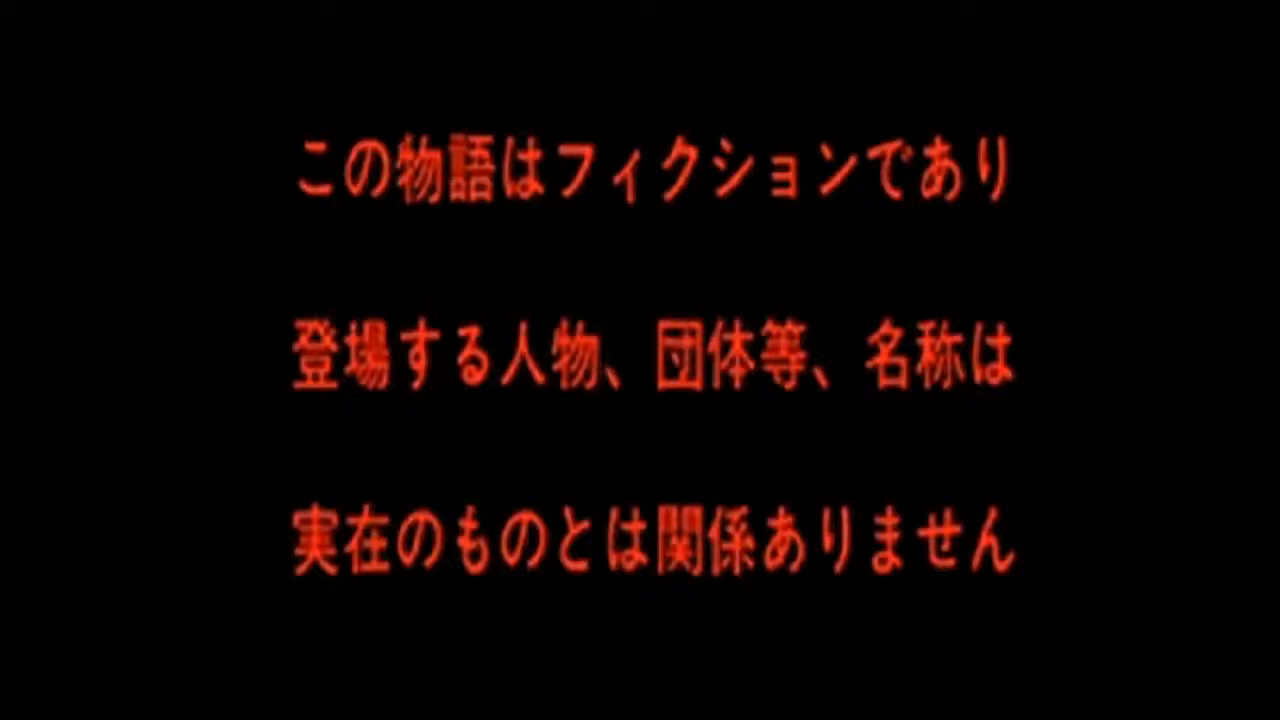 この物語はフィクションであり
登場する人物、団体等、名称は
実在のものとは関係ありません